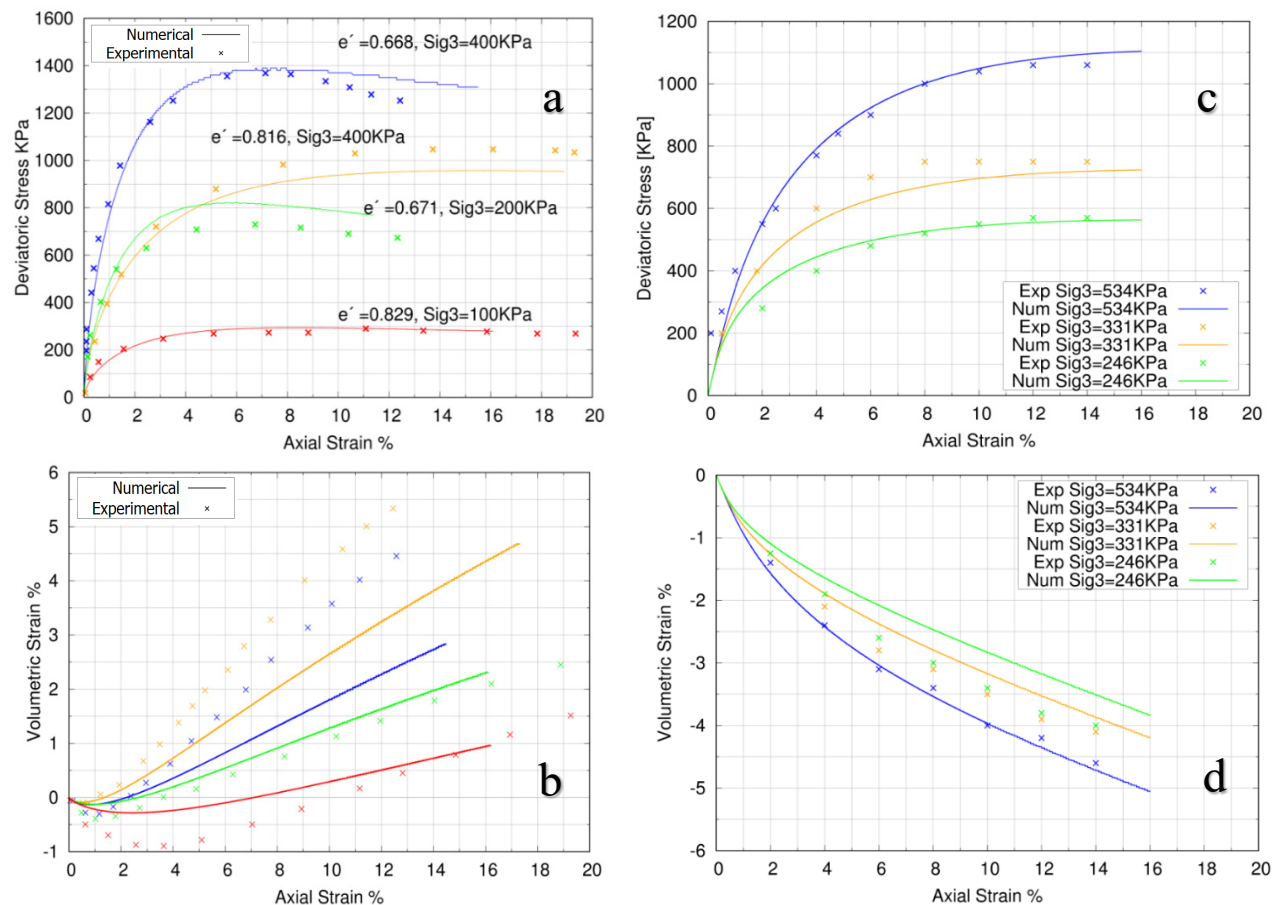 1600
1400
1200
1000
800
600
400
200
0
Deviatoric Stress KPa
Numerical
Experimental
e´ =0.668, Sig3=400KPa
a
e´ =0.816, Sig3=400KPa
e´ =0.671, Sig3=200KPa
e´ =0.829, Sig3=100KPa
0 2 4 6 8 10 12 14 16 18 20
Axial Strain %
1200
1000
800
600
400
200
0
Deviatoric Stress [KPa]
c
Exp Sig3=534KPa
Num Sig3=534KPa
Exp Sig3=331KPa
Num Sig3=331KPa
Exp Sig3=246KPa
Num Sig3=246KPa
0 2 4 6 8 10 12 14 16 18 20
Axial Strain %
6
5
4
3
2
1
0
-1
Volumetric Strain %
Numerical
Experimental
b
0 2 4 6 8 10 12 14 16 18 20
Axial Strain %
0
-1
-2
-3
-4
-5
-6
Volumetric Strain %
Exp Sig3=534KPa
Num Sig3=534KPa
Exp Sig3=331KPa
Num Sig3=331KPa
Exp Sig3=246KPa
Num Sig3=246KPa
d
0 2 4 6 8 10 12 14 16 18 20
Axial Strain %